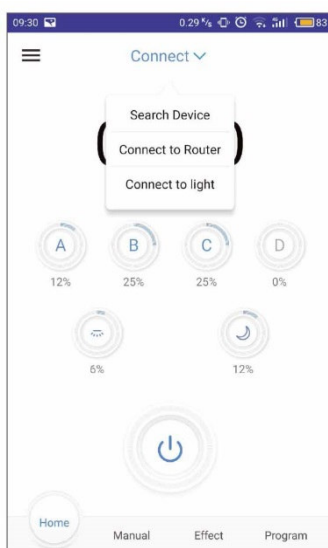 09:30 0.29 K/s 83
Connect
Search Device
Connect to Router
Connect to light
A B C D
12% 25% 25% 0%
6% 12%
Home Manual Effect Program